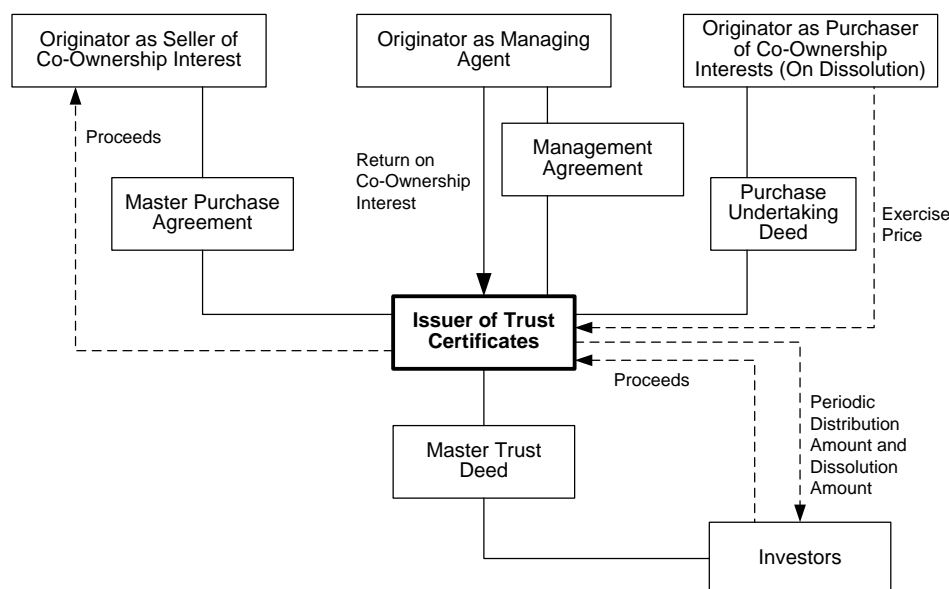 Originator as Seller of
Co-Ownership Interest
Originator as Managing
Agent
Originator as Purchaser
of Co-Ownership
Interests (On Dissolution)
Proceeds
Return on
Co-Ownership
Interest
Management
Agreement
Master Purchase
Agreement
Purchase
Undertaking
Deed
Exercise
Price
Issuer of Trust
Certificates
Proceeds
Periodic
Distribution
Amount and
Dissolution
Amount
Master Trust
Deed
Investors